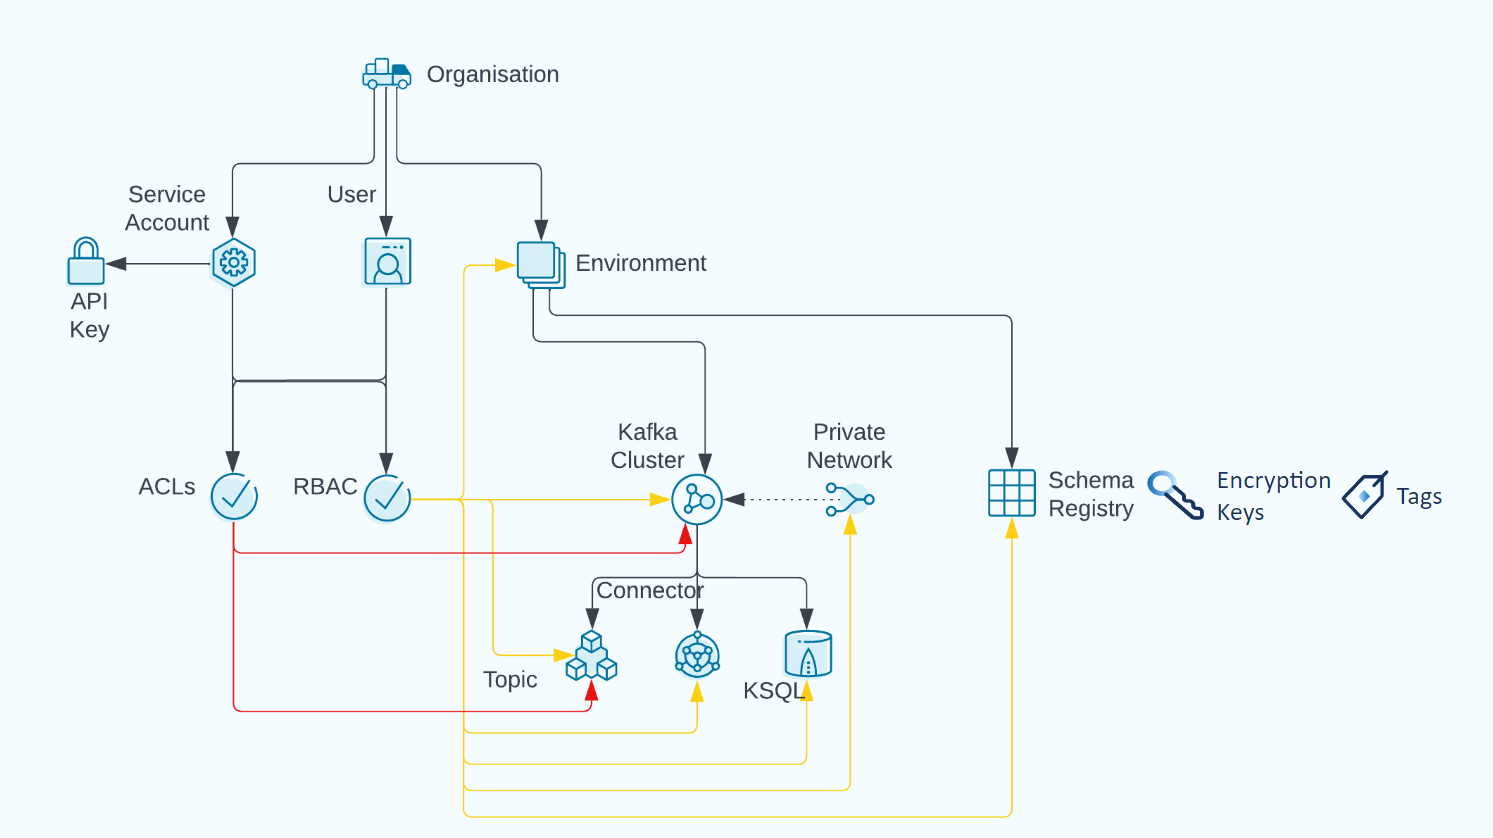 Organisation
Service
Account
User
API
Key
Environment
Kafka
Cluster
Private
Network
ACLs
RBAC
Schema
Registry
Encryption
Keys
Tags
Connector
Topic
KSQL